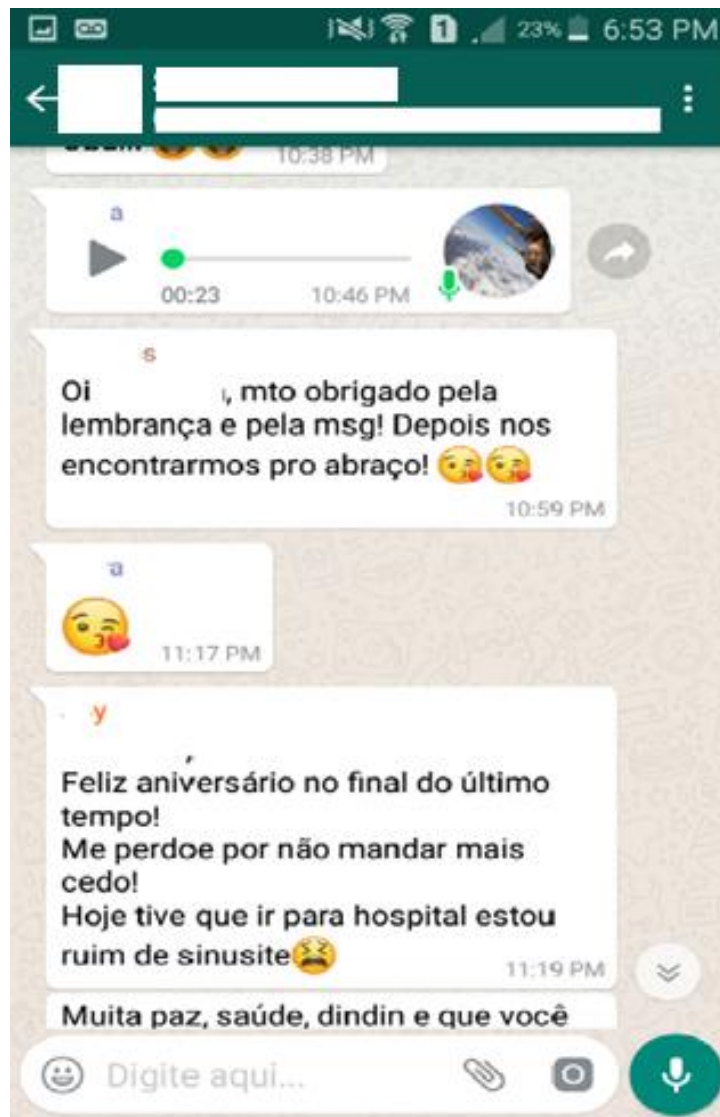 23% 6:53 PM
10:38 PM
a
00:23 10:46 PM
s
Oi , mto obrigado pela
lembrança e pela msg! Depois nos
encontrarmos pro abraço!
10:59 PM
a
11:17 PM
y
Feliz aniversário no final do último
tempo!
Me perdoe por não mandar mais
cedo!
Hoje tive que ir para hospital estou
ruim de sinusite
11:19 PM
Muita paz, saúde, dindin e que você
Digite aqui...